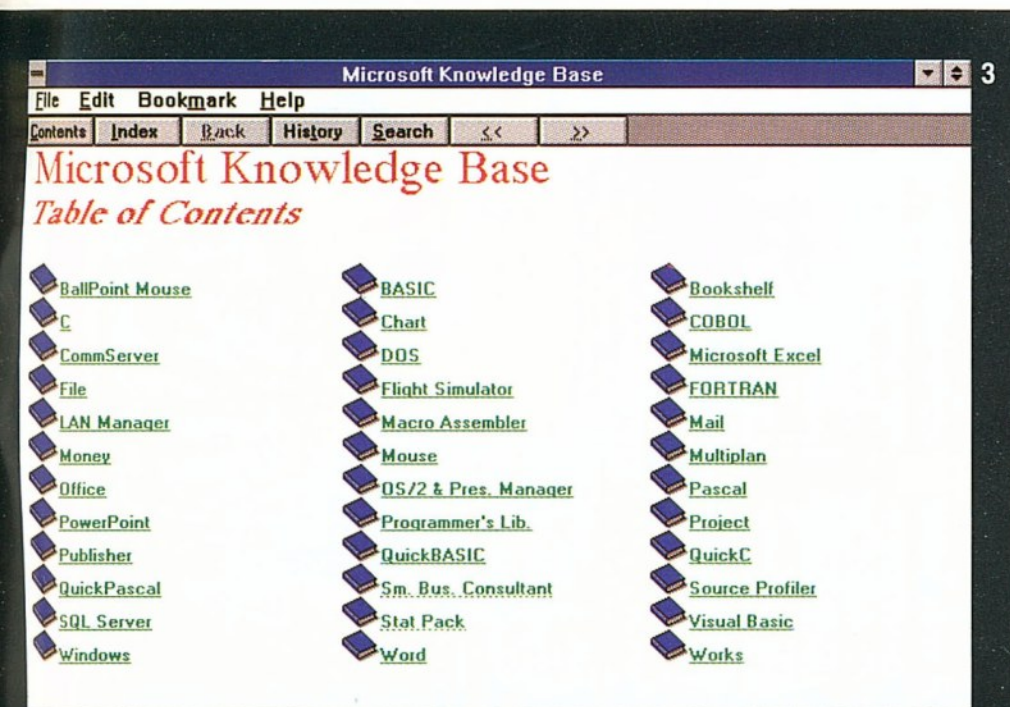 Microsoft Knowledge Base
3
File Edit Bookmark Help
Contents Index Back History Search << >>
Microsoft Knowledge Base
Table of Contents
BallPoint Mouse BASIC Bookshelf
C Chart COBOL
CommServer DOS Microsoft Excel
File Flight Simulator FORTRAN
LAN Manager Macro Assembler Mail
Money Mouse Multiplan
Office OS/2 & Pres. Manager Pascal
PowerPoint Programmer's Lib. Project
Publisher QuickBASIC QuickC
QuickPascal Sm. Bus. Consultant Source Profiler
SQL Server Stat Pack Visual Basic
Windows Word Works